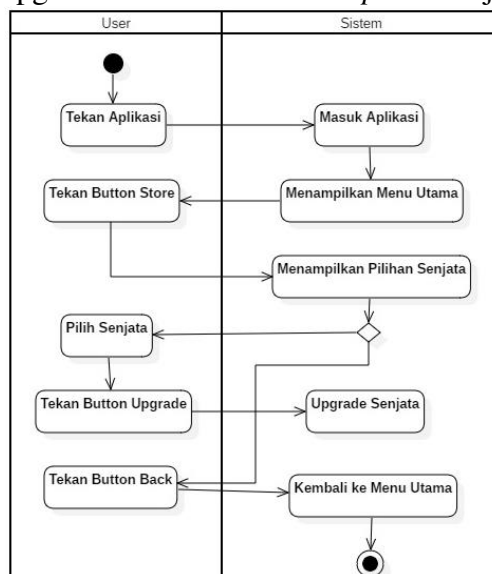 User
Sistem
Tekan Aplikasi
Masuk Aplikasi
Tekan Button Store
Menampilkan Menu Utama
Menampilkan Pilihan Senjata
Pilih Senjata
Tekan Button Upgrade
Upgrade Senjata
Tekan Button Back
Kembali ke Menu Utama